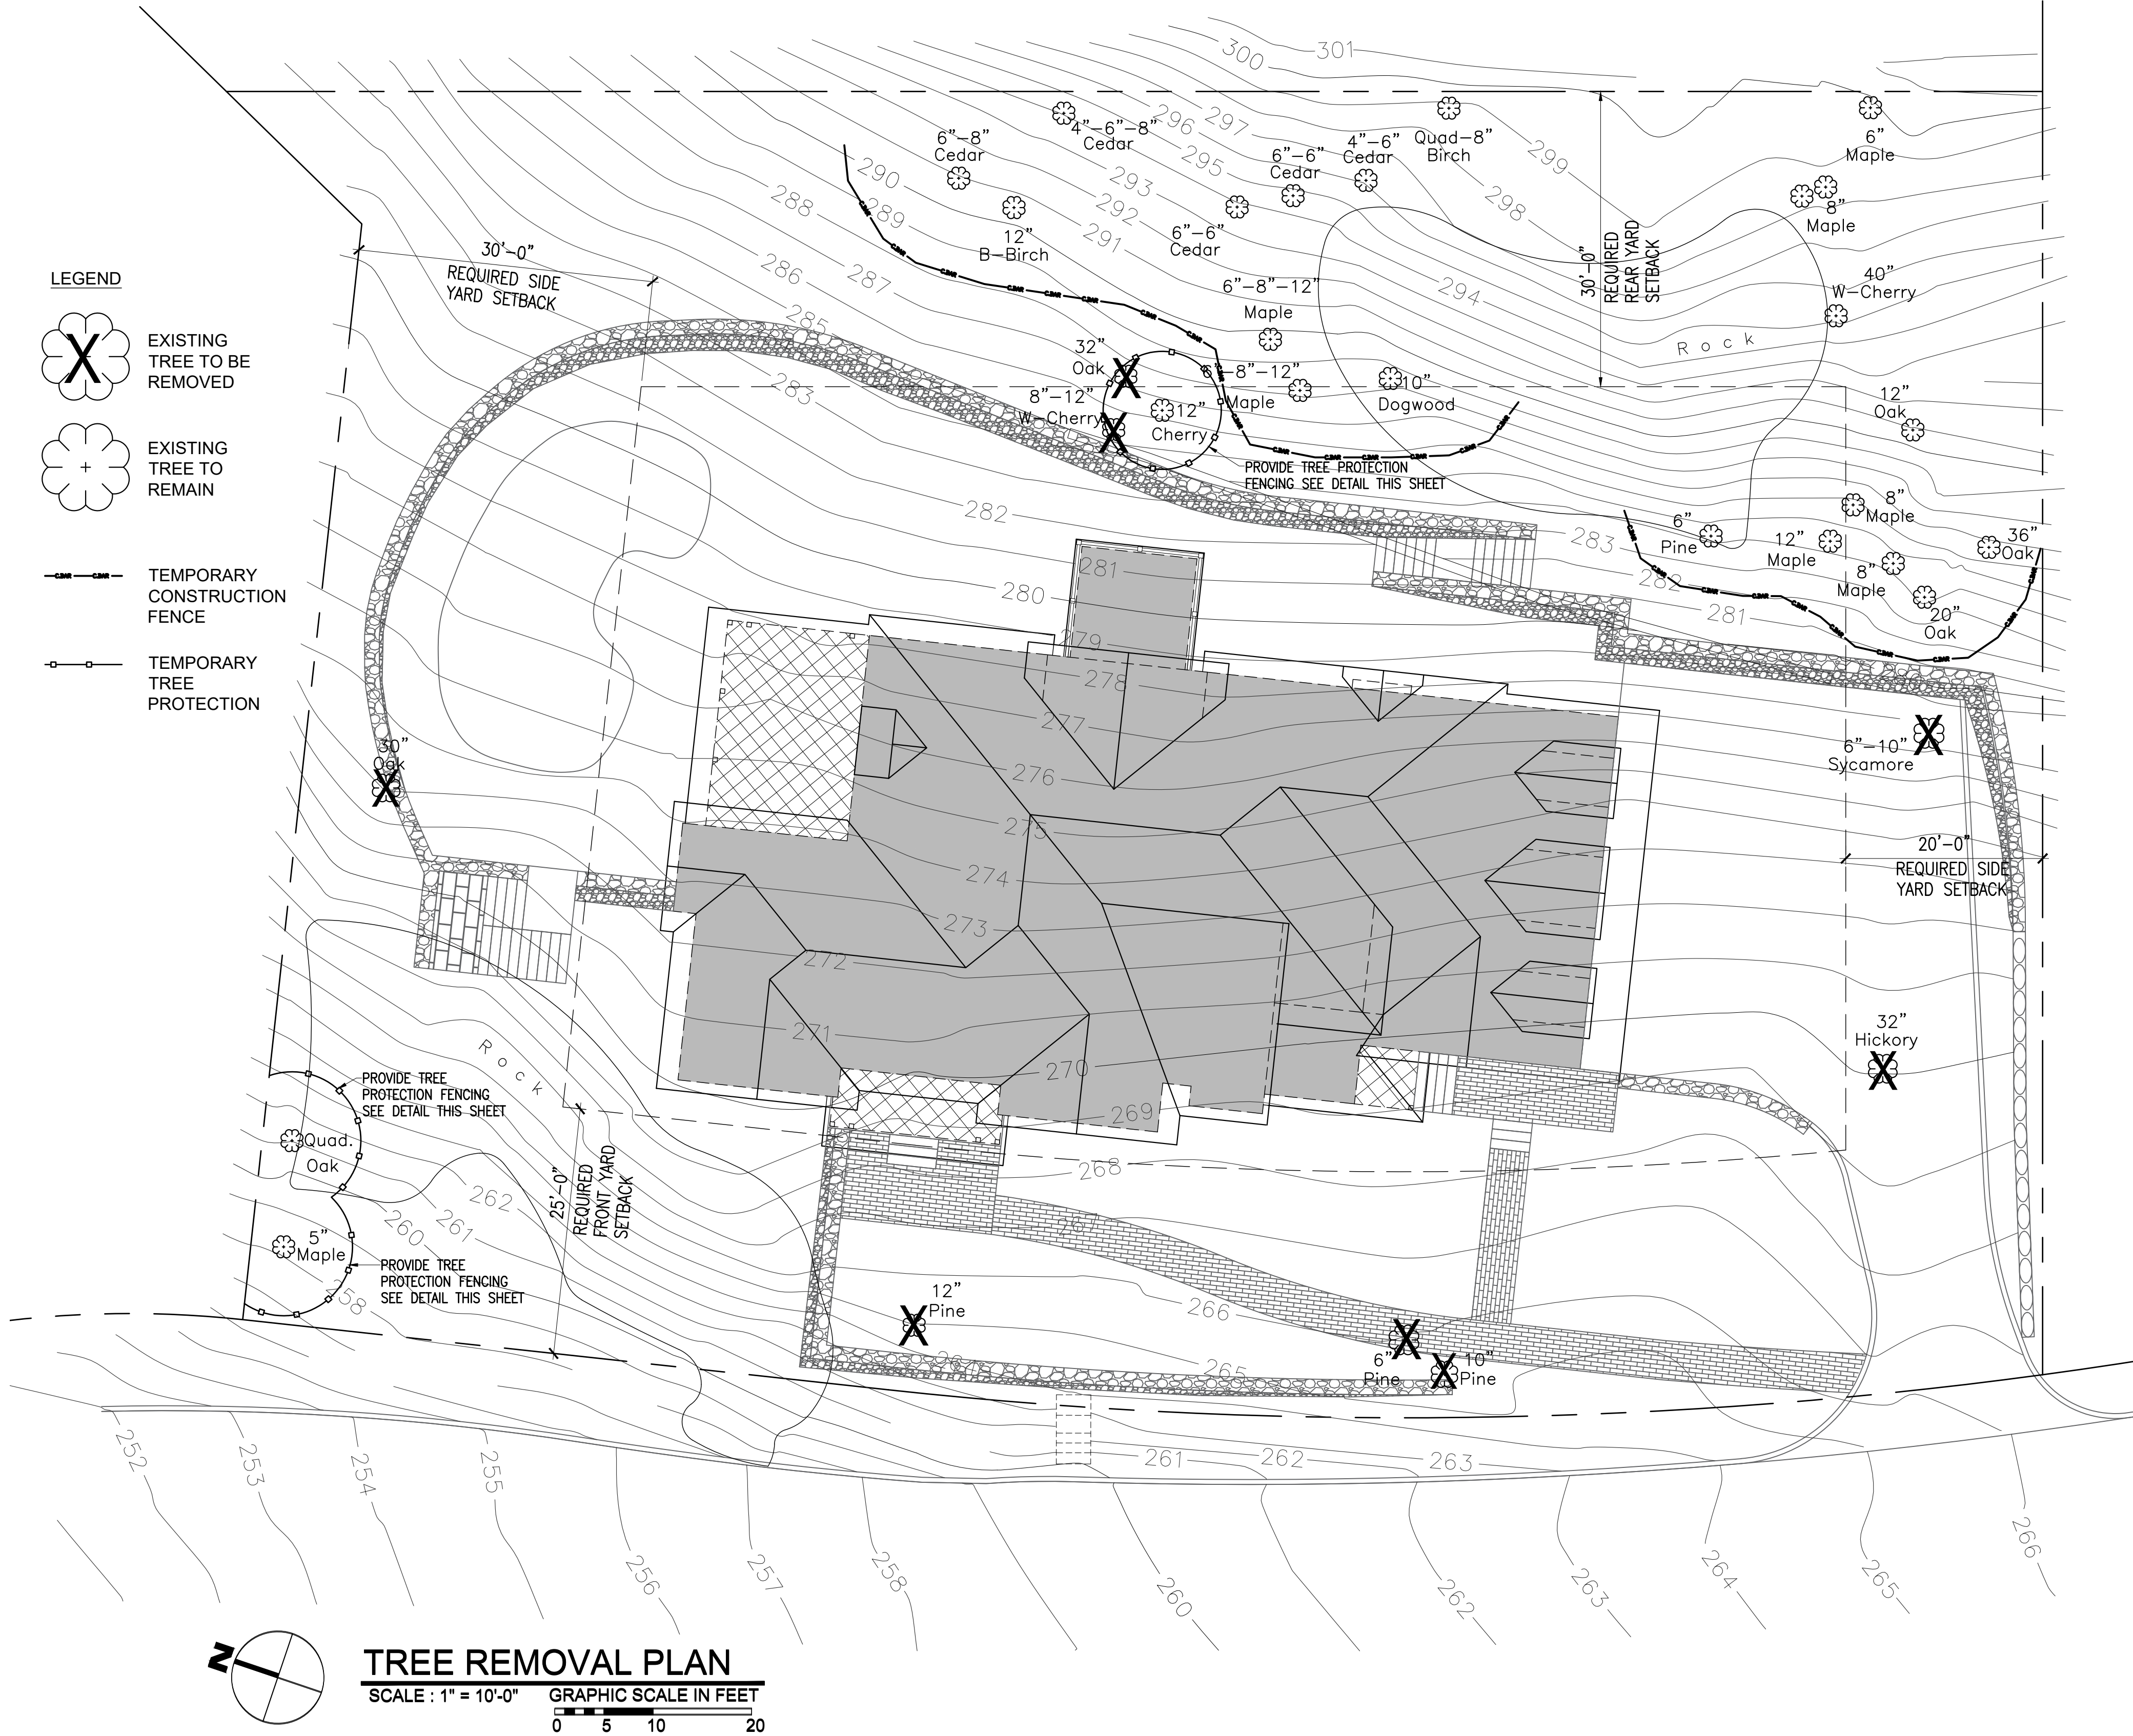 301
300
299
298
297
296
295
294
293
292
291
290
289
288
287
286
285
283
282
281
280
279
278
277
276
275
274
273
272
271
270
269
268
266
265
283
282
281
4"-6"-8"
Cedar
6"-8"
Cedar
6"-6"
Cedar
4"-6"
Cedar
Quad-8"
Birch
6"
Maple
8"
Maple
12"
B-Birch
6"-6"
Cedar
6"-8"-12"
Maple
40"
W-Cherry
Rock
30'-0"
REQUIRED
REAR YARD
SETBACK
30'-0"
REQUIRED SIDE
YARD SETBACK
LEGEND
EXISTING
TREE TO BE
REMOVED
EXISTING
TREE TO
REMAIN
TEMPORARY
CONSTRUCTION
FENCE
TEMPORARY
TREE
PROTECTION
32"
Oak
6"-8"-12"
Maple
10"
Dogwood
8"-12"
W-Cherry
12"
Cherry
PROVIDE TREE PROTECTION
FENCING SEE DETAIL THIS SHEET
12"
Oak
8"
Maple
6"
Pine
12"
Maple
36"
Oak
8"
Maple
20"
Oak
30"
Oak
6"-10"
Sycamore
20'-0"
REQUIRED SIDE
YARD SETBACK
32"
Hickory
Rock
PROVIDE TREE
PROTECTION FENCING
SEE DETAIL THIS SHEET
Quad.
Oak
25'-0"
REQUIRED
FRONT YARD
SETBACK
262
261
260
258
5"
Maple
PROVIDE TREE
PROTECTION FENCING
SEE DETAIL THIS SHEET
12"
Pine
6"
Pine
10"
Pine
261
262
263
252
253
254
255
256
257
258
260
262
263
264
265
266
N
TREE REMOVAL PLAN
SCALE : 1" = 10'-0" GRAPHIC SCALE IN FEET
0 5 10 20